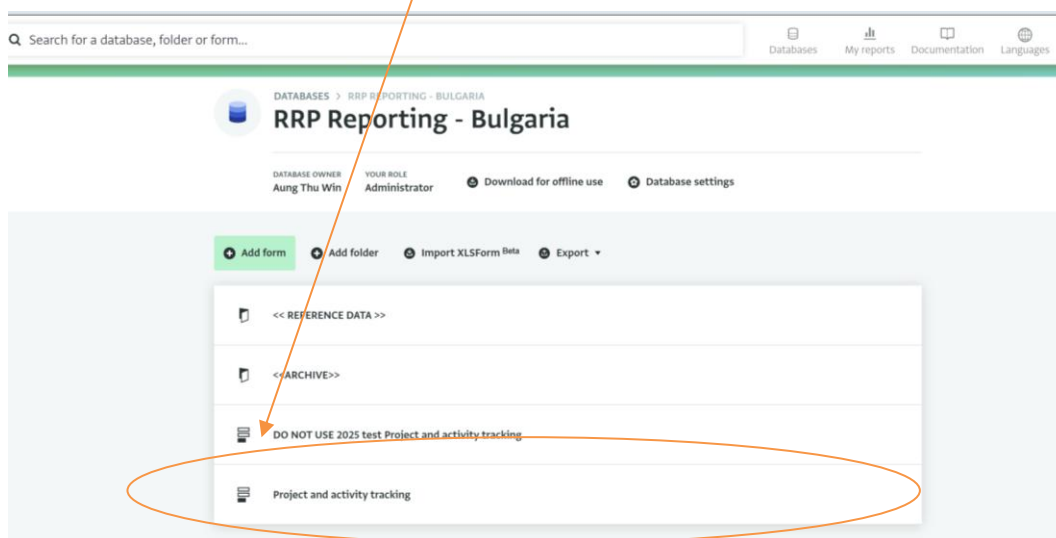 Search for a database, folder or form...
Databases My reports Documentation Languages
DATABASES > RRP REPORTING - BULGARIA
RRP Reporting - Bulgaria
DATABASE OWNER YOUR ROLE
Aung Thu Win Administrator Download for offline use Database settings
Add form Add folder Import XLSForm Beta Export
<< REFERENCE DATA >>
<<ARCHIVE>>
DO NOT USE 2025 test Project and activity tracking
Project and activity tracking